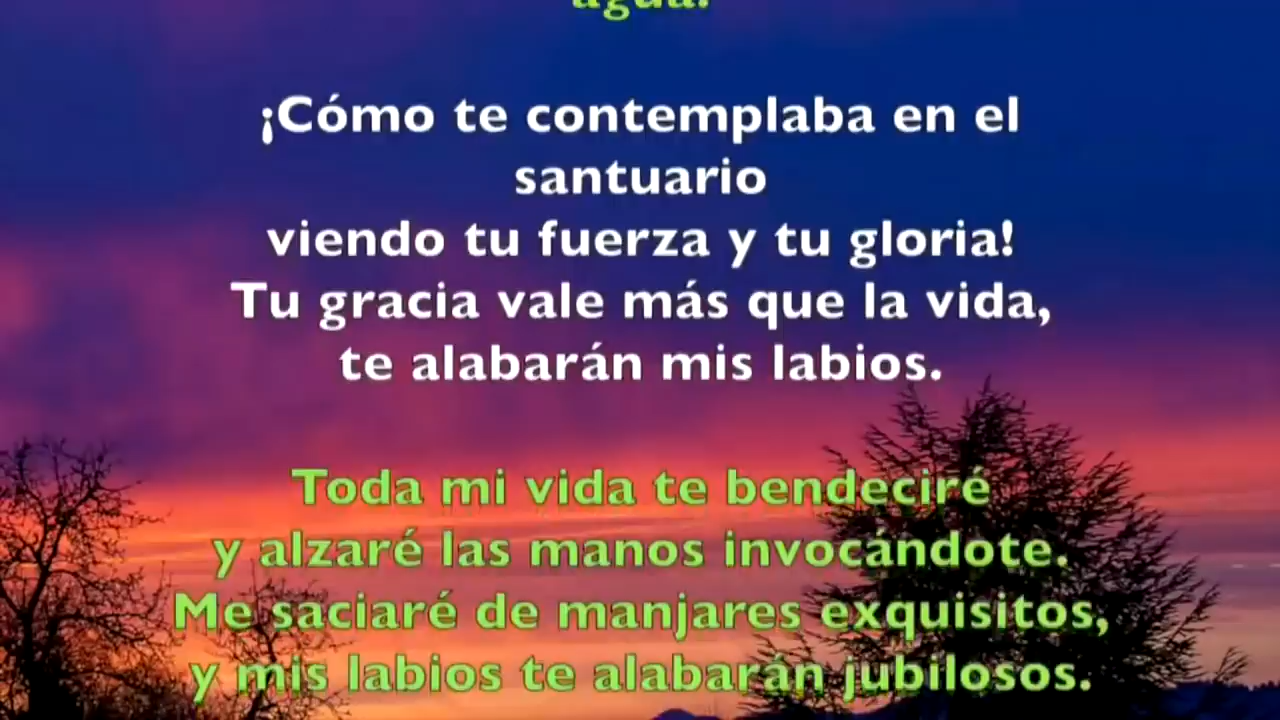 agua.
¡Cómo te contemplaba en el
santuario
viendo tu fuerza y tu gloria!
Tu gracia vale más que la vida,
te alabarán mis labios.
Toda mi vida te bendeciré
y alzaré las manos invocándote.
Me saciaré de manjares exquisitos,
y mis labios te alabarán jubilosos.